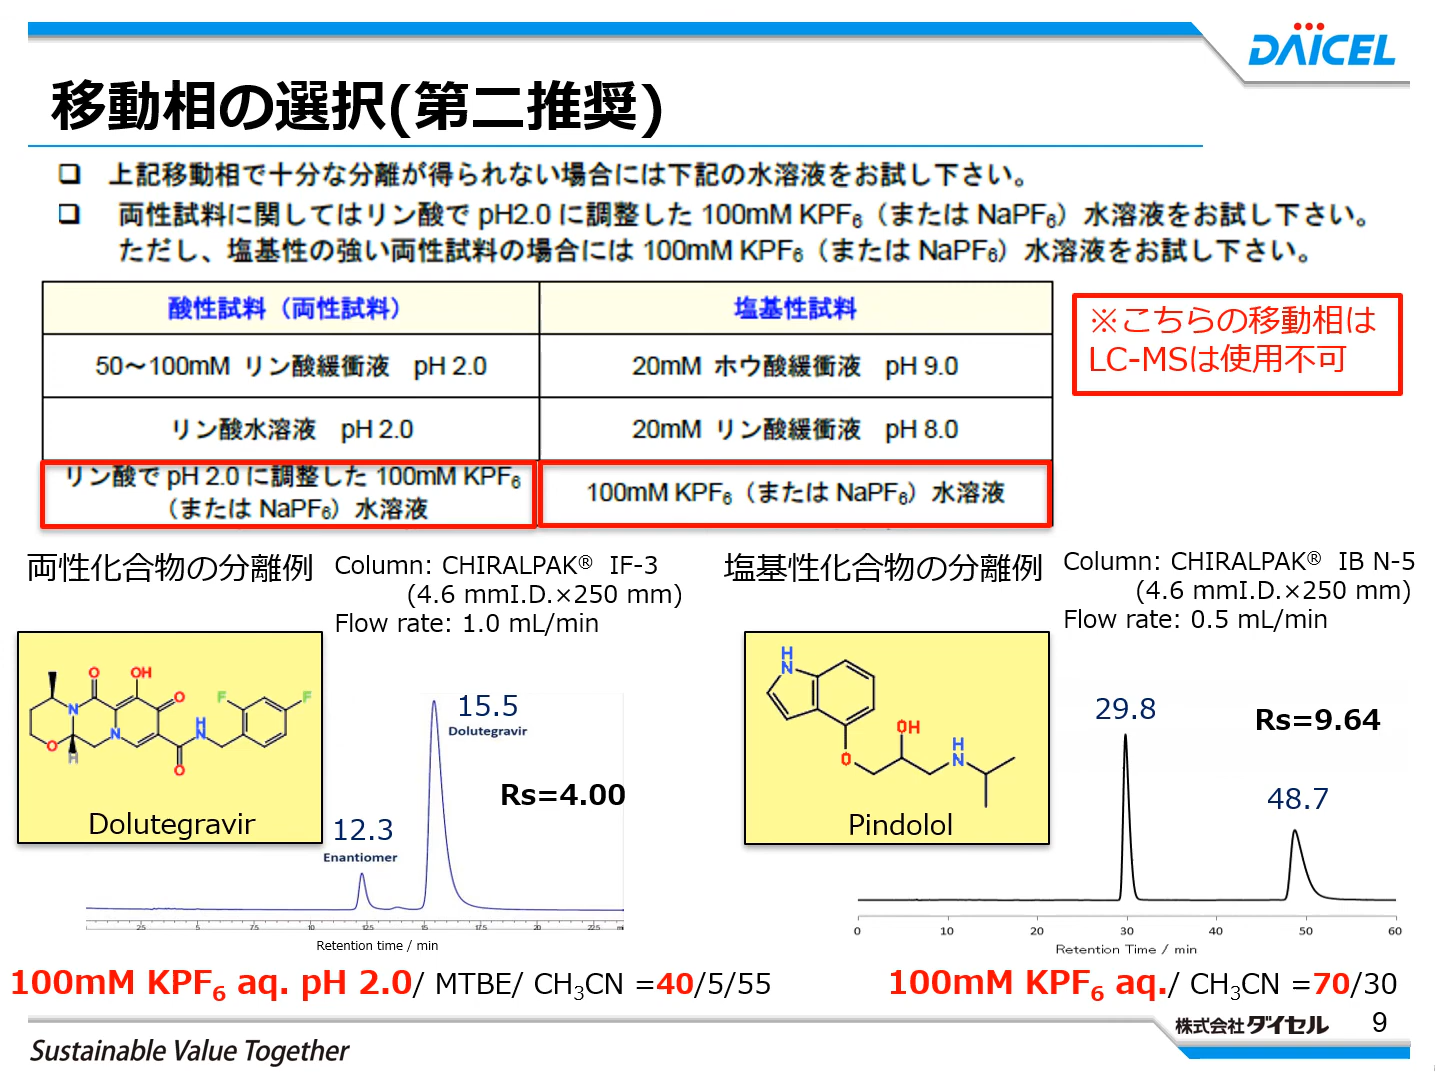 DAICEL
移動相の選択(第二推奨)
❑ 上記移動相で十分な分離が得られない場合には下記の水溶液をお試し下さい。
❑ 両性試料に関してはリン酸で pH2.0 に調整した 100mM KPF₆（または NaPF₆）水溶液をお試し下さい。
ただし、塩基性の強い両性試料の場合には 100mM KPF₆（または NaPF₆）水溶液をお試し下さい。
酸性試料（両性試料） 塩基性試料
50～100mM リン酸緩衝液 pH 2.0 20mM ホウ酸緩衝液 pH 9.0
リン酸水溶液 pH 2.0 20mM リン酸緩衝液 pH 8.0
リン酸で pH 2.0 に調整した 100mM KPF₆
（または NaPF₆）水溶液
100mM KPF₆（または NaPF₆）水溶液
※こちらの移動相は
LC-MSは使用不可
両性化合物の分離例
Column: CHIRALPAK® IF-3
(4.6 mmI.D.×250 mm)
Flow rate: 1.0 mL/min
OH
O
O
F
F
N
N
H
N
O
H
O
O
Dolutegravir
15.5
Dolutegravir
Rs=4.00
12.3
Enantiomer
2.5 5 7.5 10 12.5 15 17.5 20 22.5
Retention time / min
100mM KPF₆ aq. pH 2.0/ MTBE/ CH₃CN =40/5/55
塩基性化合物の分離例
Column: CHIRALPAK® IB N-5
(4.6 mmI.D.×250 mm)
Flow rate: 0.5 mL/min
H
N
OH
H
N
O
Pindolol
29.8
Rs=9.64
48.7
0 10 20 30 40 50 60
Retention Time / min
100mM KPF₆ aq./ CH₃CN =70/30
Sustainable Value Together
株式会社ダイセル
9